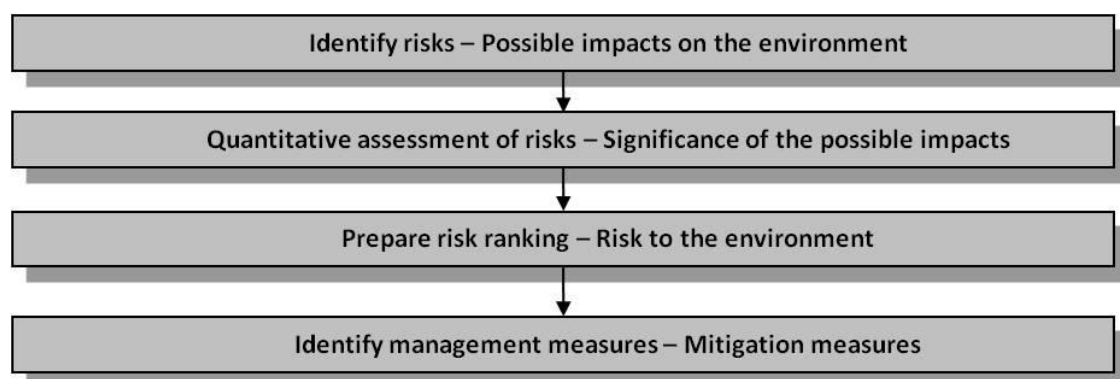 Identify risks – Possible impacts on the environment
Quantitative assessment of risks – Significance of the possible impacts
Prepare risk ranking – Risk to the environment
Identify management measures – Mitigation measures